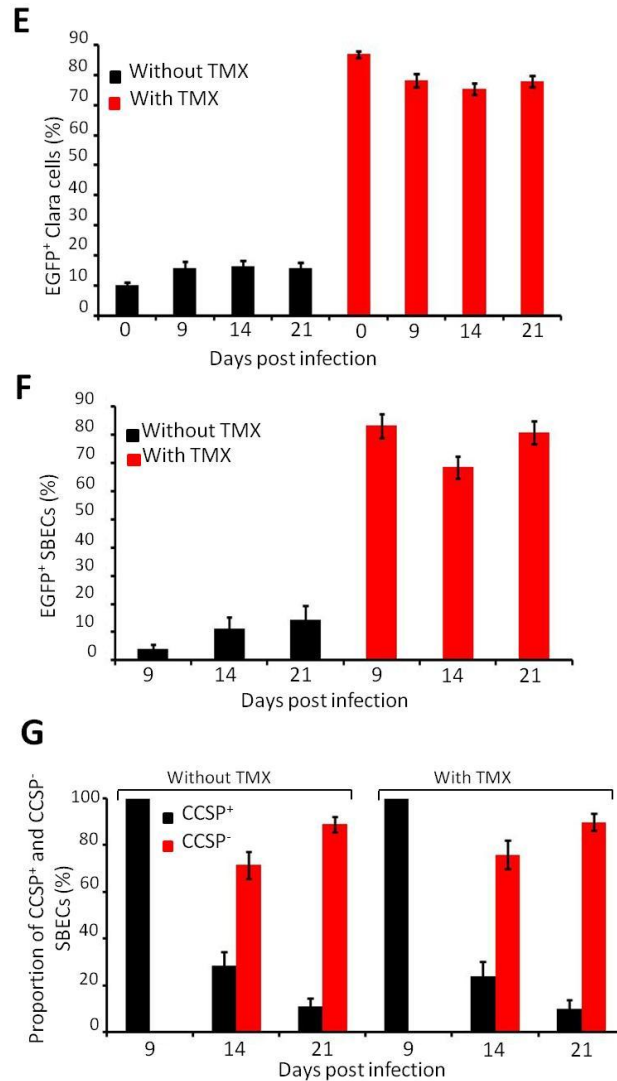 E
EGFP⁺ Clara cells (%)
90
80
70
60
50
40
30
20
10
0
Without TMX
With TMX
0 9 14 21 0 9 14 21
Days post infection
F
EGFP⁺ SBECs (%)
90
80
70
60
50
40
30
20
10
0
Without TMX
With TMX
9 14 21 9 14 21
Days post infection
G
Proportion of CCSP⁺ and CCSP⁻
SBECs (%)
Without TMX With TMX
100
80
60
40
20
0
CCSP⁺
CCSP⁻
9 14 21 9 14 21
Days post infection